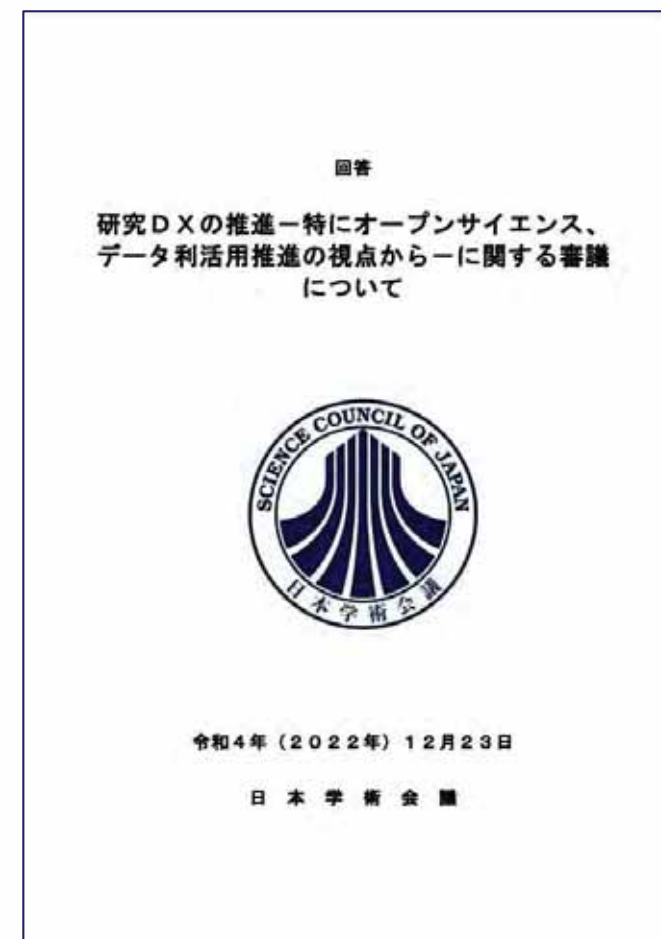 回答
研究DXの推進－特にオープンサイエンス、
データ利活用推進の視点から－に関する審議
について
SCIENCE COUNCIL OF JAPAN
日本学術会議
令和4年（2022年）12月23日
日本学術会議